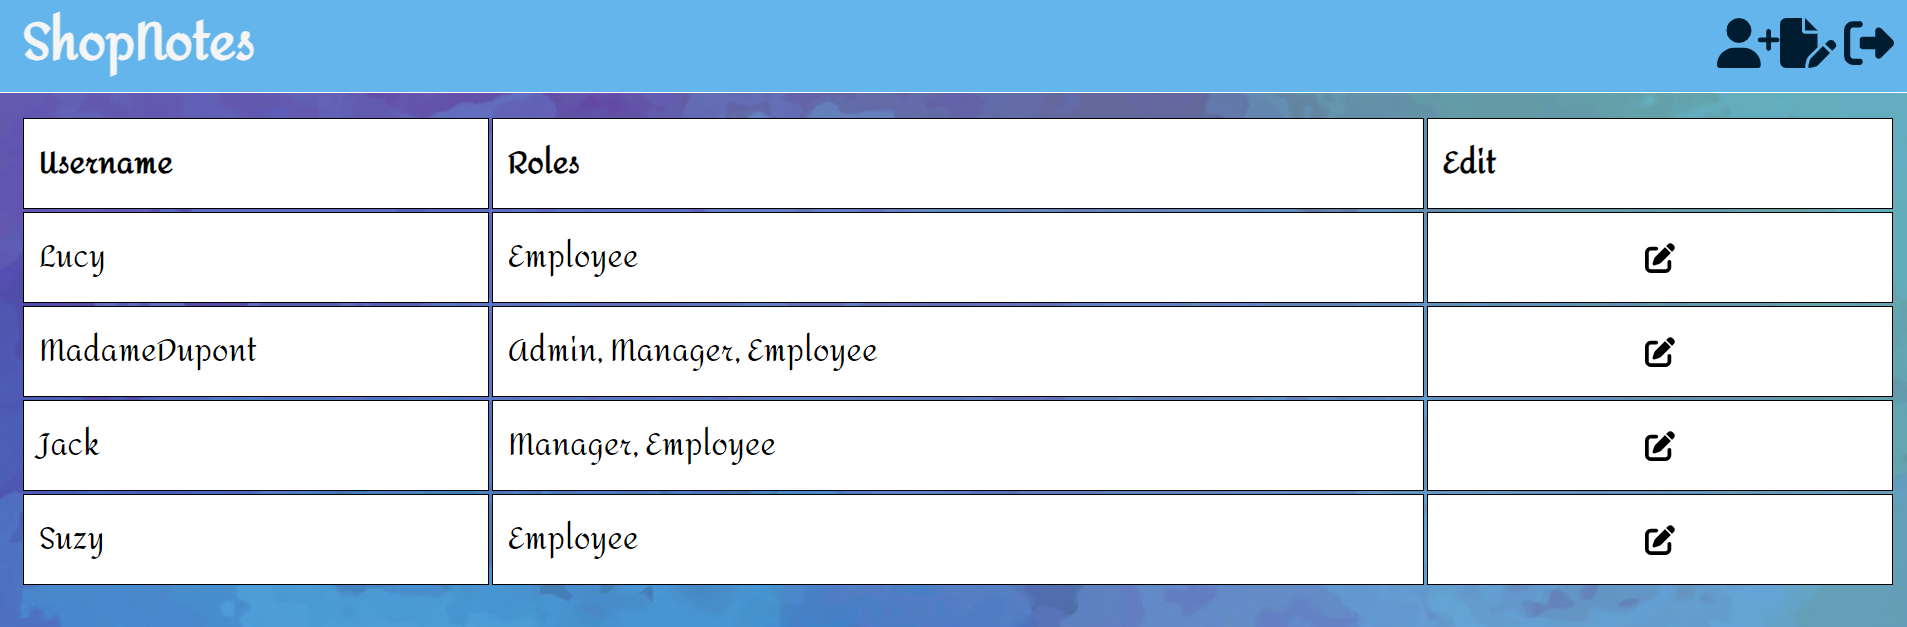 ShopNotes
Username Roles Edit
Lucy Employee
MadameDupont Admin, Manager, Employee
Jack Manager, Employee
Suzy Employee